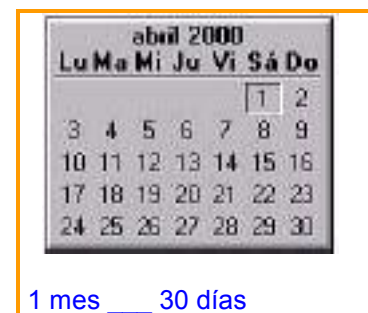 abril 2000
Lu Ma Mi Ju Vi Sá Do
1 2
3 4 5 6 7 8 9
10 11 12 13 14 15 16
17 18 19 20 21 22 23
24 25 26 27 28 29 30
1 mes ___ 30 días